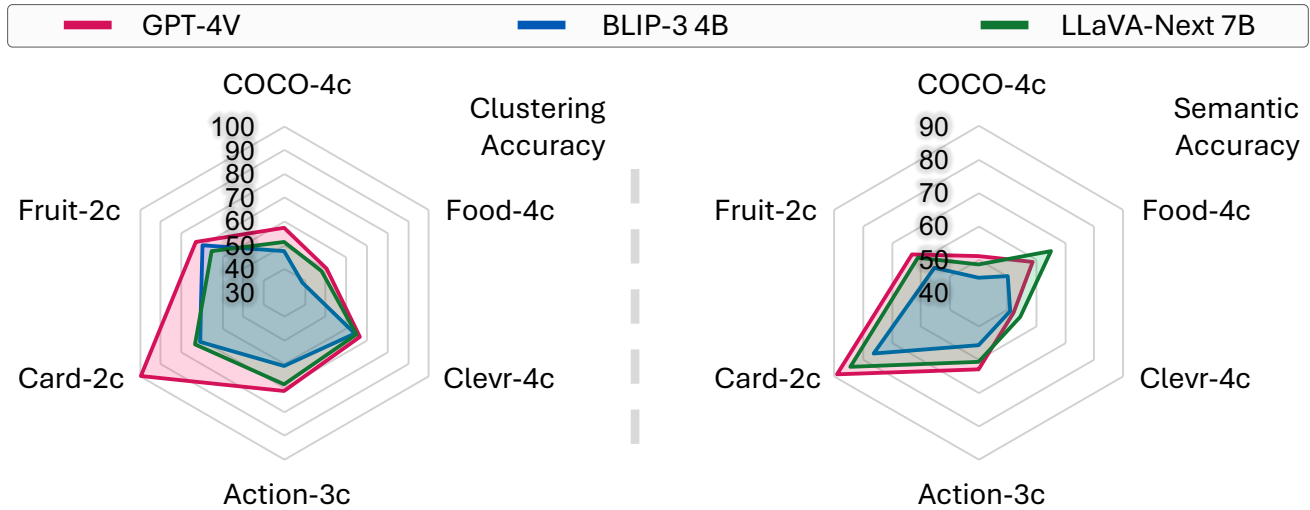 GPT-4V
BLIP-3 4B
LLaVA-Next 7B
COCO-4c
Clustering
Accuracy
100
90
80
70
60
50
40
30
Fruit-2c
Food-4c
Card-2c
Clevr-4c
Action-3c
COCO-4c
Semantic
Accuracy
90
80
70
60
50
40
Fruit-2c
Food-4c
Card-2c
Clevr-4c
Action-3c